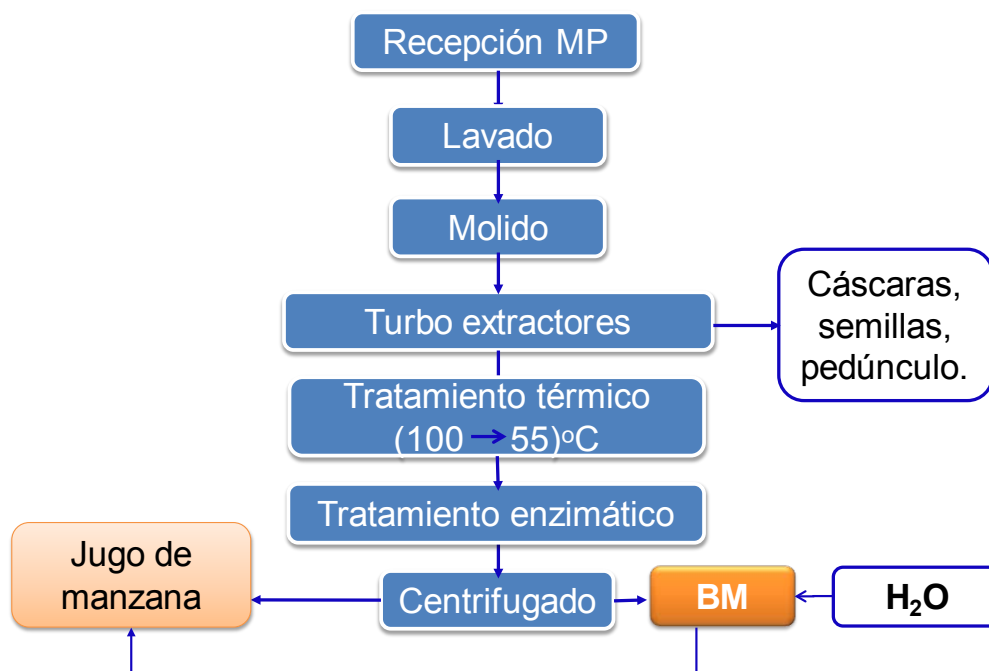 Recepción MP
Lavado
Molido
Turbo extractores
Cáscaras,
semillas,
pedúnculo.
Tratamiento térmico
(100 → 55)ºC
Tratamiento enzimático
Jugo de
manzana
Centrifugado
BM
H₂O